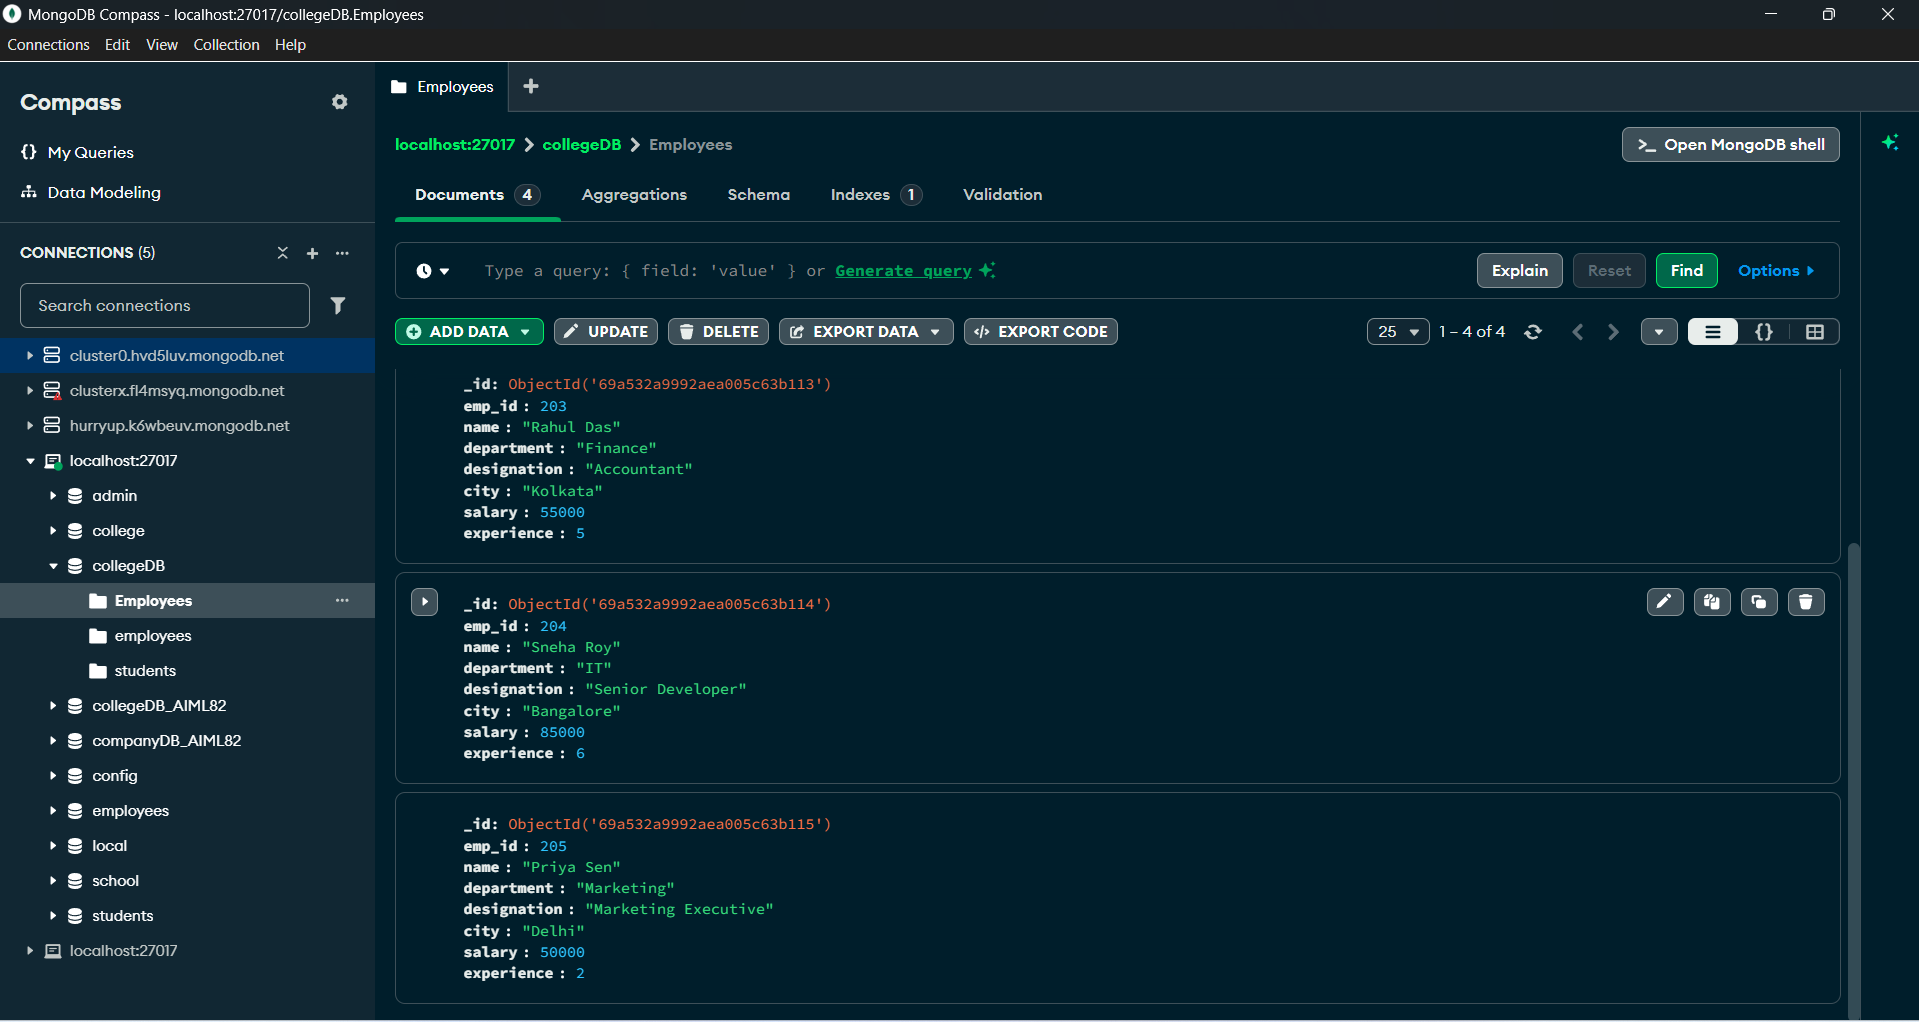 MongoDB Compass - localhost:27017/collegeDB.Employees
Connections Edit View Collection Help
Compass
{} My Queries
Data Modeling
CONNECTIONS (5)
Search connections
cluster0.hvd5luv.mongodb.net
clusterx.fl4msyq.mongodb.net
hurryup.k6wbeuv.mongodb.net
localhost:27017
admin
college
collegeDB
Employees
employees
students
collegeDB_AIML82
companyDB_AIML82
config
employees
local
school
students
localhost:27017
Employees
localhost:27017 > collegeDB > Employees
>_ Open MongoDB shell
Documents 4 Aggregations Schema Indexes 1 Validation
Type a query: { field: 'value' } or Generate query
Explain Reset Find Options
ADD DATA UPDATE DELETE EXPORT DATA </> EXPORT CODE
25 1 – 4 of 4 {}
_id: ObjectId('69a532a9992aea005c63b113')
emp_id : 203
name : "Rahul Das"
department : "Finance"
designation : "Accountant"
city : "Kolkata"
salary : 55000
experience : 5
_id: ObjectId('69a532a9992aea005c63b114')
emp_id : 204
name : "Sneha Roy"
department : "IT"
designation : "Senior Developer"
city : "Bangalore"
salary : 85000
experience : 6
_id: ObjectId('69a532a9992aea005c63b115')
emp_id : 205
name : "Priya Sen"
department : "Marketing"
designation : "Marketing Executive"
city : "Delhi"
salary : 50000
experience : 2